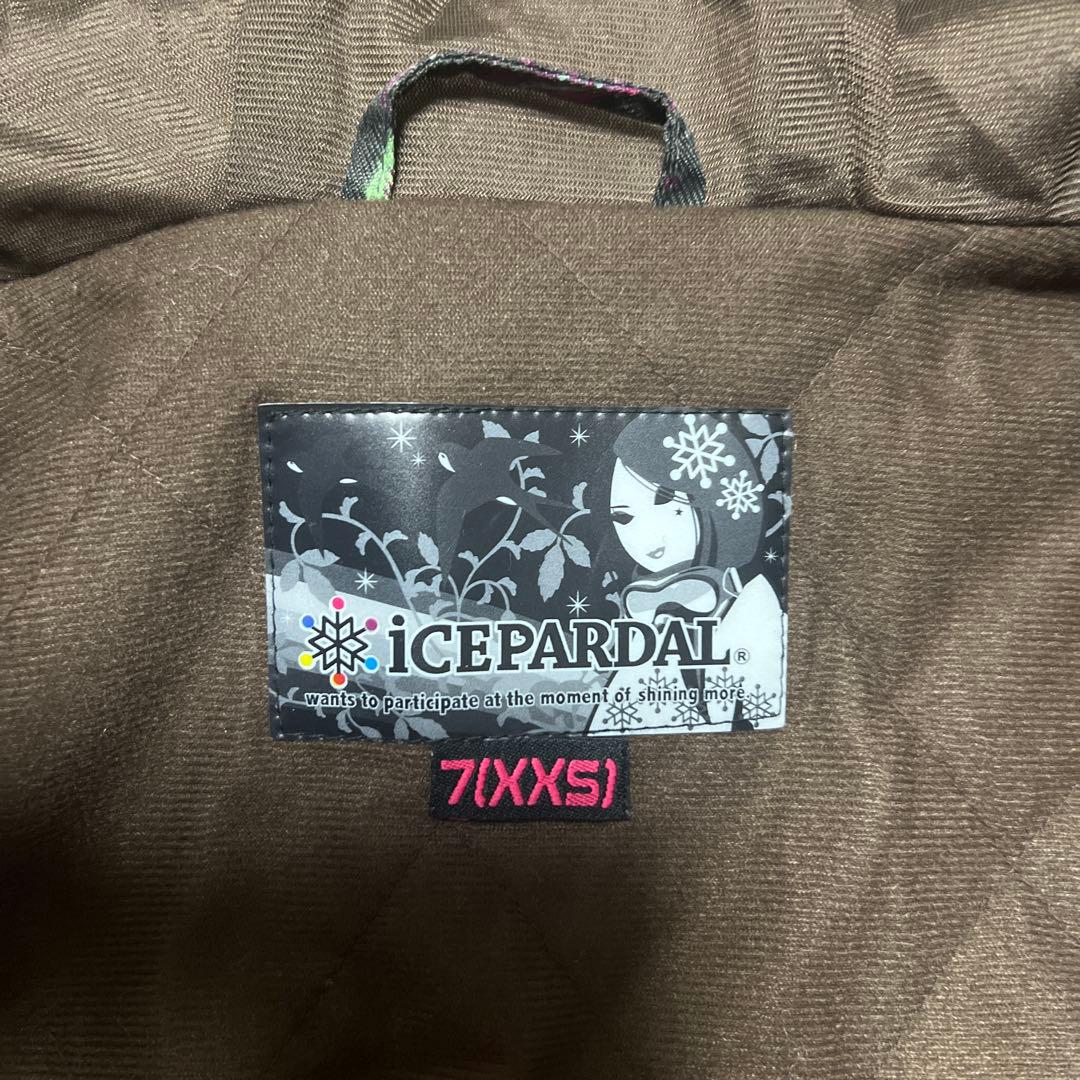 iCEPARDAL®
wants to participate at the moment of shining more.
7(XXS)